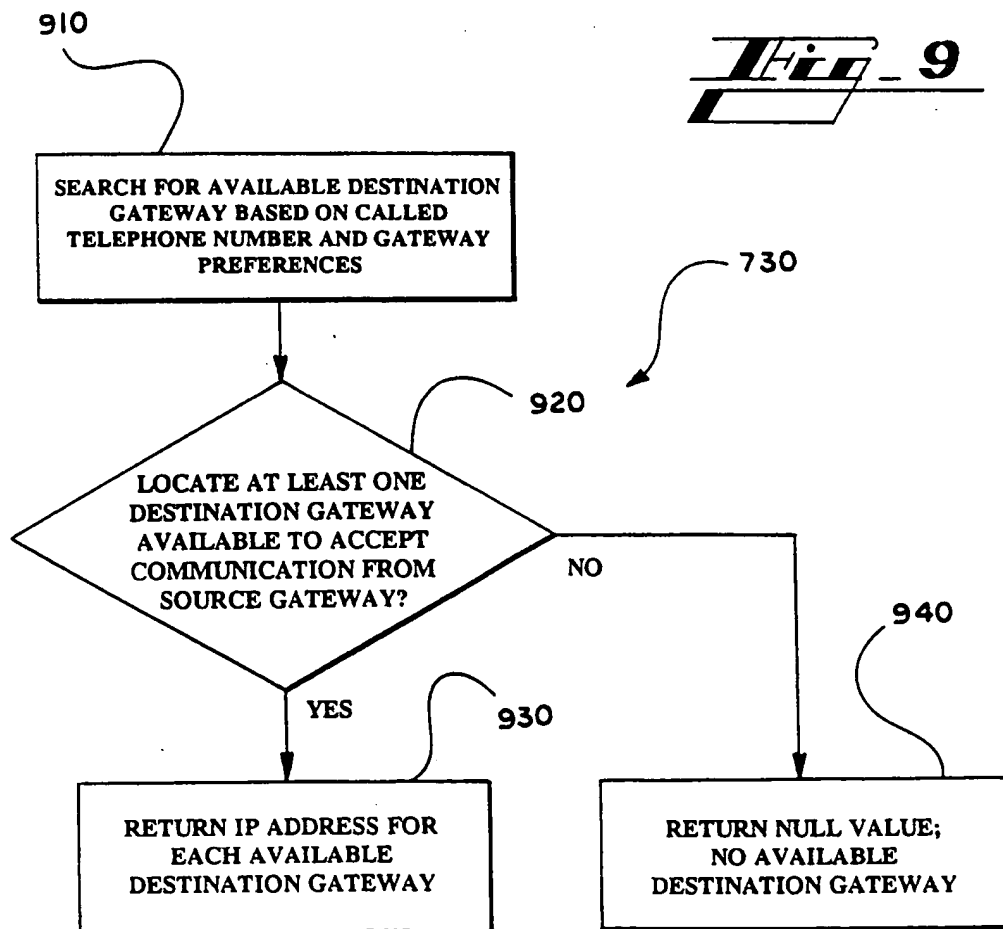 910
Fig_9
SEARCH FOR AVAILABLE DESTINATION
GATEWAY BASED ON CALLED
TELEPHONE NUMBER AND GATEWAY
PREFERENCES
730
920
LOCATE AT LEAST ONE
DESTINATION GATEWAY
AVAILABLE TO ACCEPT
COMMUNICATION FROM
SOURCE GATEWAY?
NO
940
YES
930
RETURN IP ADDRESS FOR
EACH AVAILABLE
DESTINATION GATEWAY
RETURN NULL VALUE;
NO AVAILABLE
DESTINATION GATEWAY